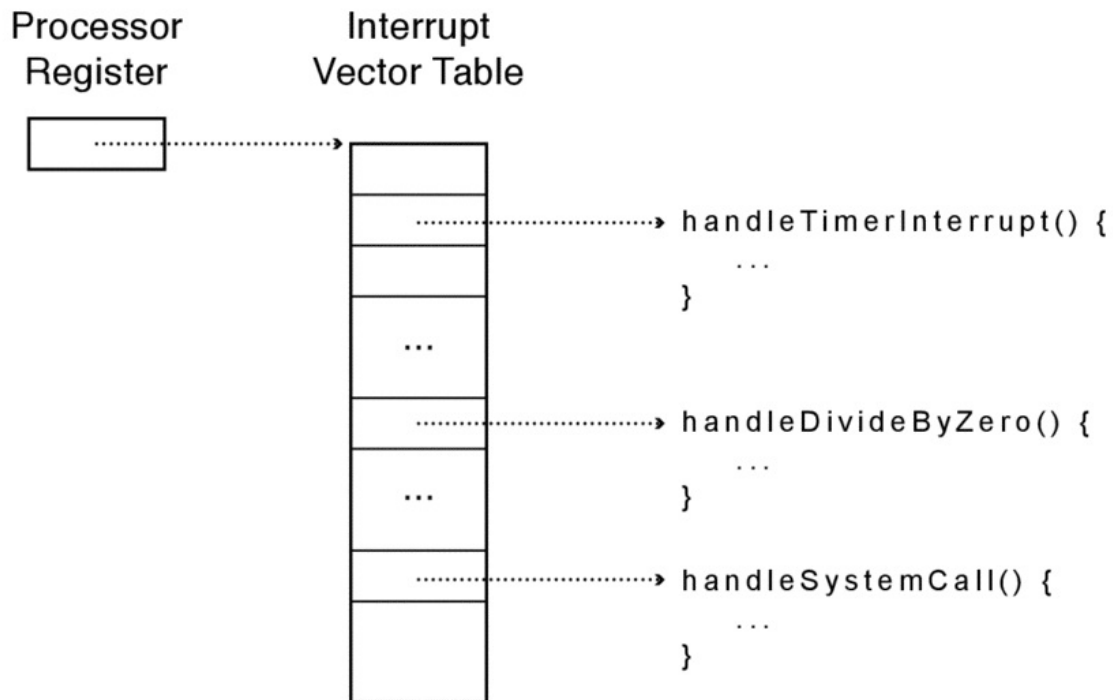 Processor
Register
Interrupt
Vector Table
handleTimerInterrupt() {
...
}
...
handleDivideByZero() {
...
}
...
handleSystemCall() {
...
}